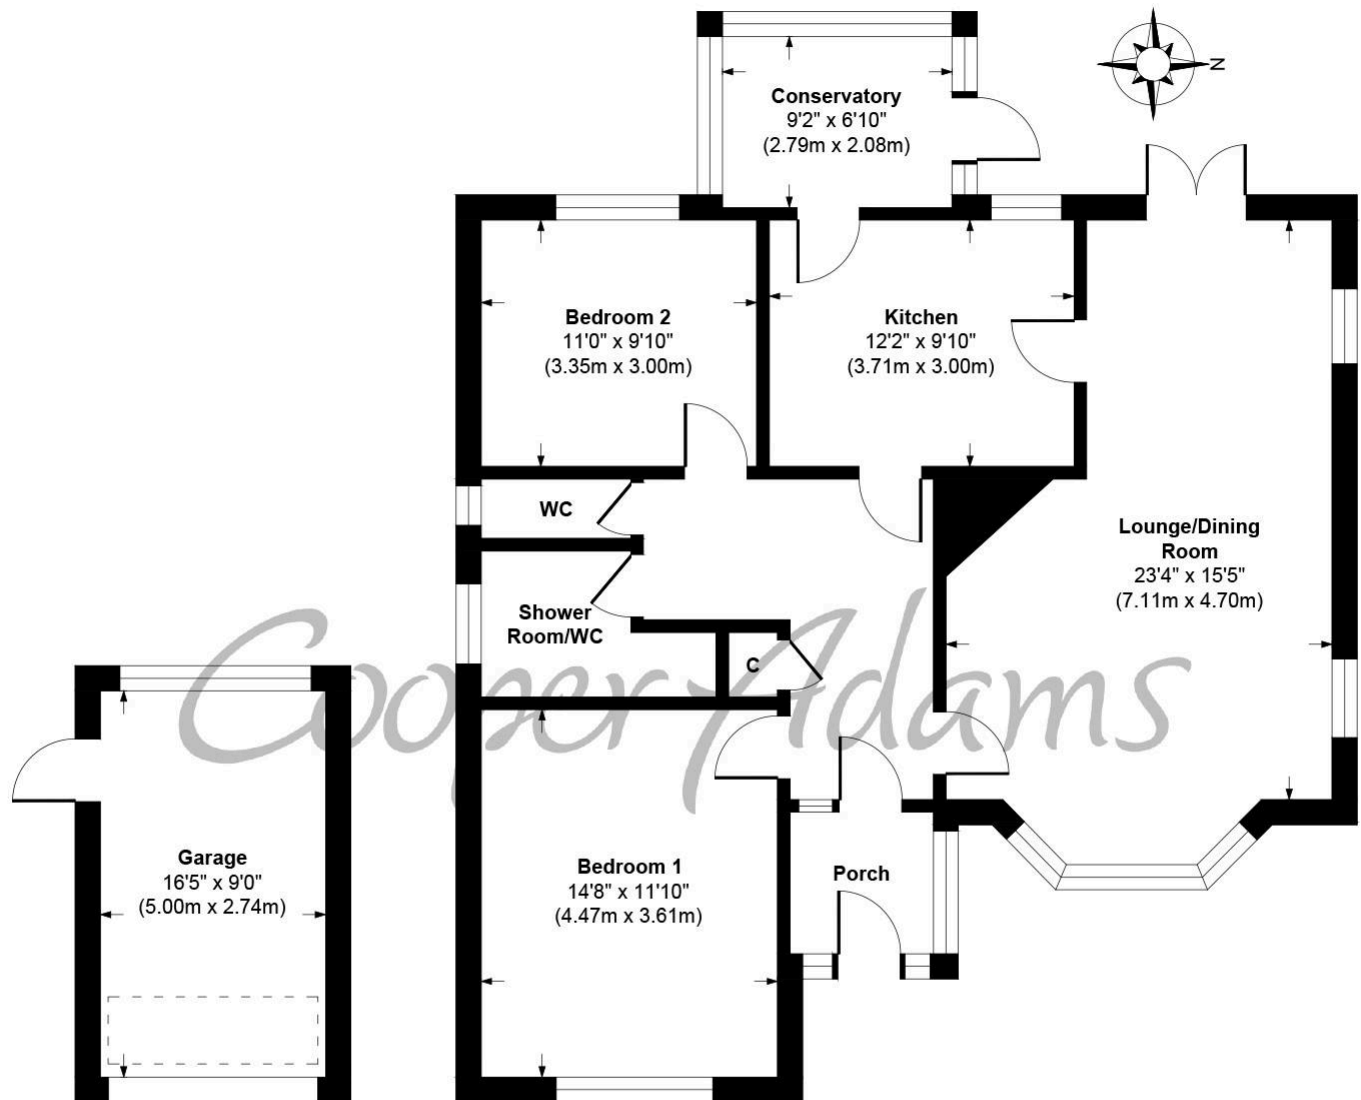 N
Conservatory
9'2" x 6'10"
(2.79m x 2.08m)
Bedroom 2
11'0" x 9'10"
(3.35m x 3.00m)
Kitchen
12'2" x 9'10"
(3.71m x 3.00m)
WC
Lounge/Dining
Room
23'4" x 15'5"
(7.11m x 4.70m)
Shower
Room/WC
C
Cooper Adams
Garage
16'5" x 9'0"
(5.00m x 2.74m)
Bedroom 1
14'8" x 11'10"
(4.47m x 3.61m)
Porch